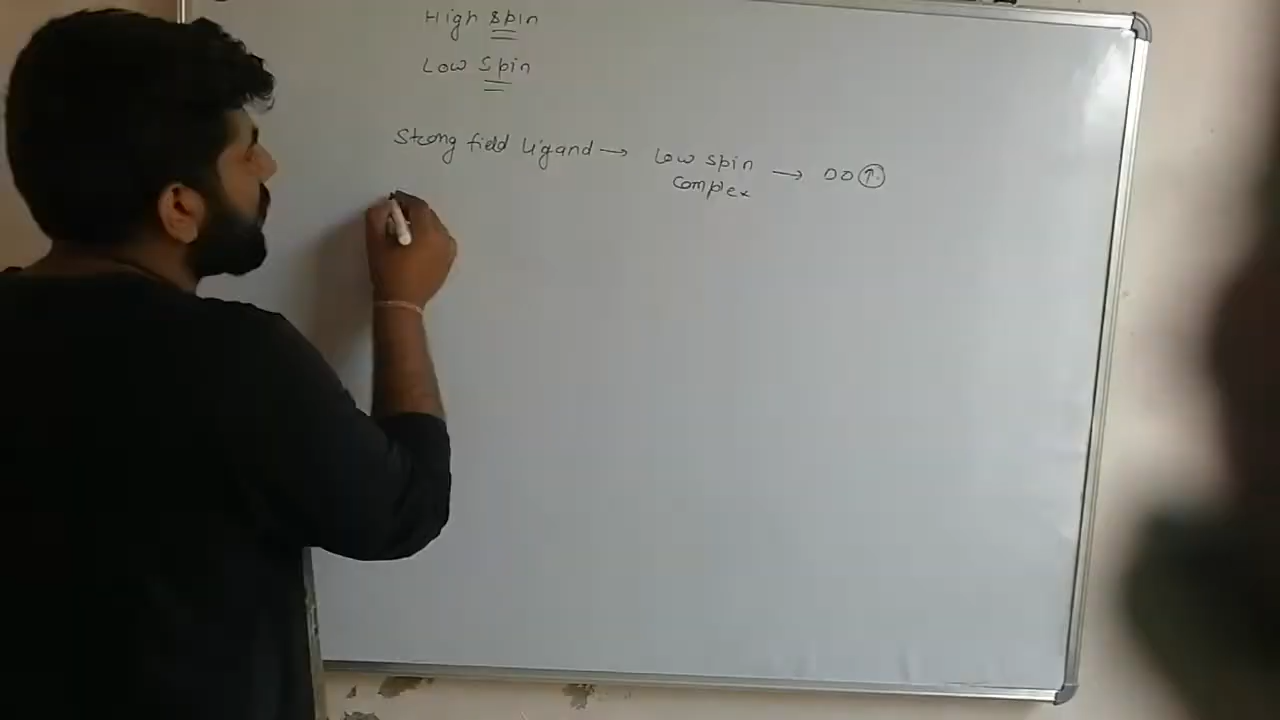 High spin
Low Spin
Strong field Ligand → Low spin complex → DO ↑